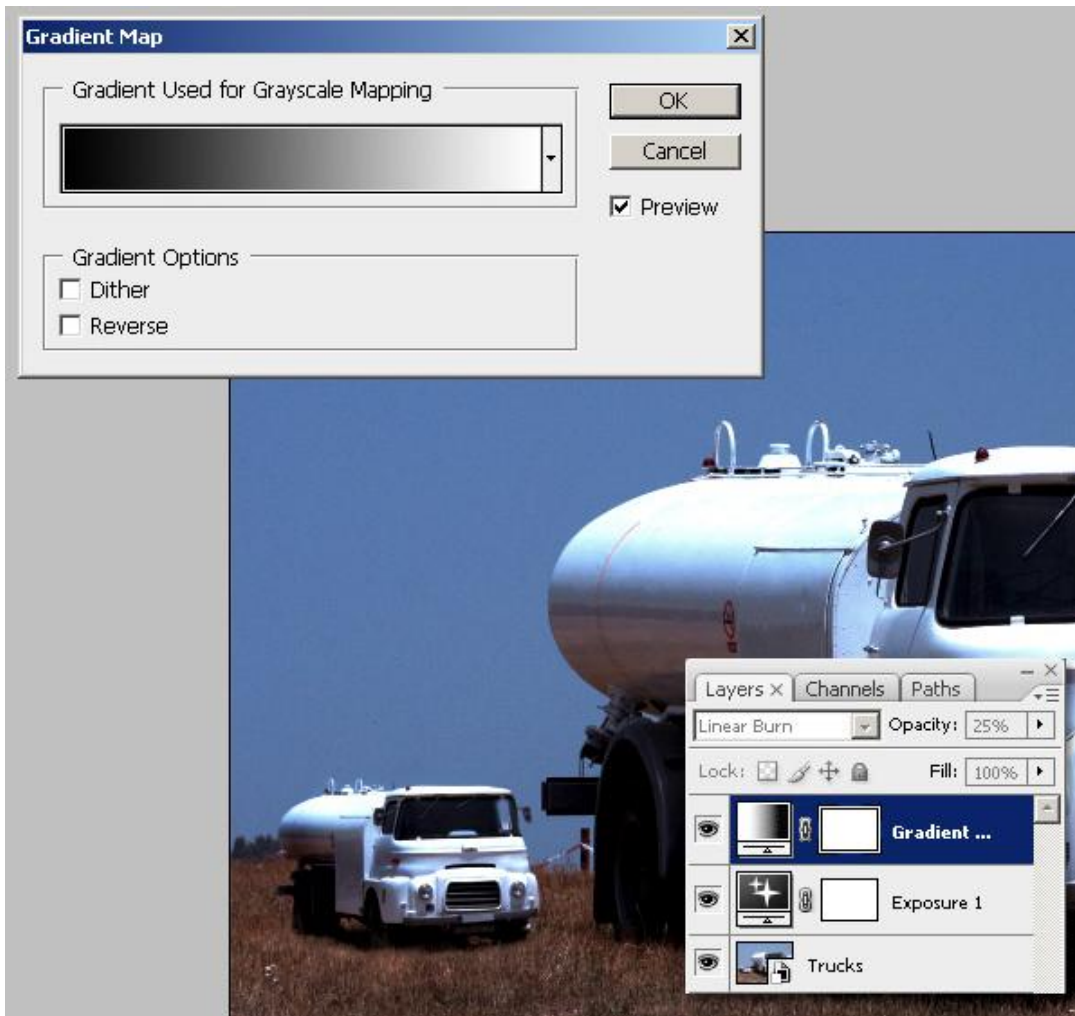 Gradient Map
Gradient Used for Grayscale Mapping
OK
Cancel
Preview
Gradient Options
Dither
Reverse
Layers × Channels Paths
Linear Burn Opacity: 25%
Lock: Fill: 100%
Gradient ...
Exposure 1
Trucks